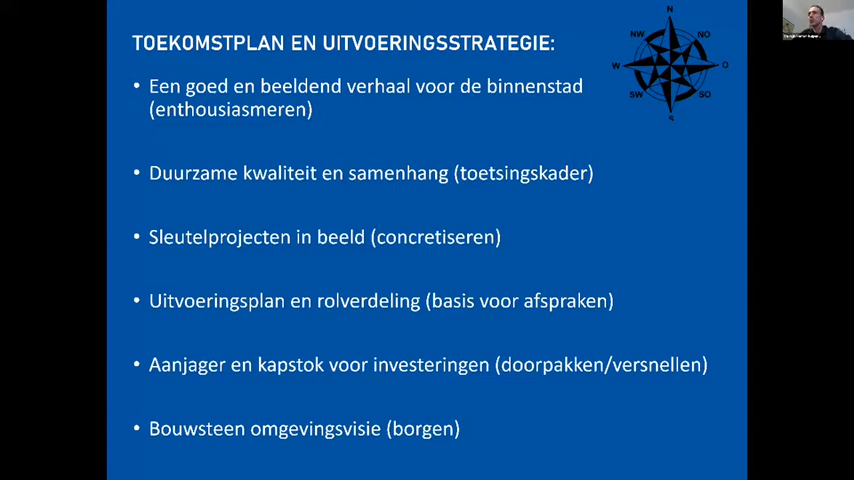 TOEKOMSTPLAN EN UITVOERINGSSTRATEGIE:
• Een goed en beeldend verhaal voor de binnenstad
(enthousiasmeren)
• Duurzame kwaliteit en samenhang (toetsingskader)
• Sleutelprojecten in beeld (concretiseren)
• Uitvoeringsplan en rolverdeling (basis voor afspraken)
• Aanjager en kapstok voor investeringen (doorpakken/versnellen)
• Bouwsteen omgevingsvisie (borgen)
N
NW NO
W O
SW SO
S